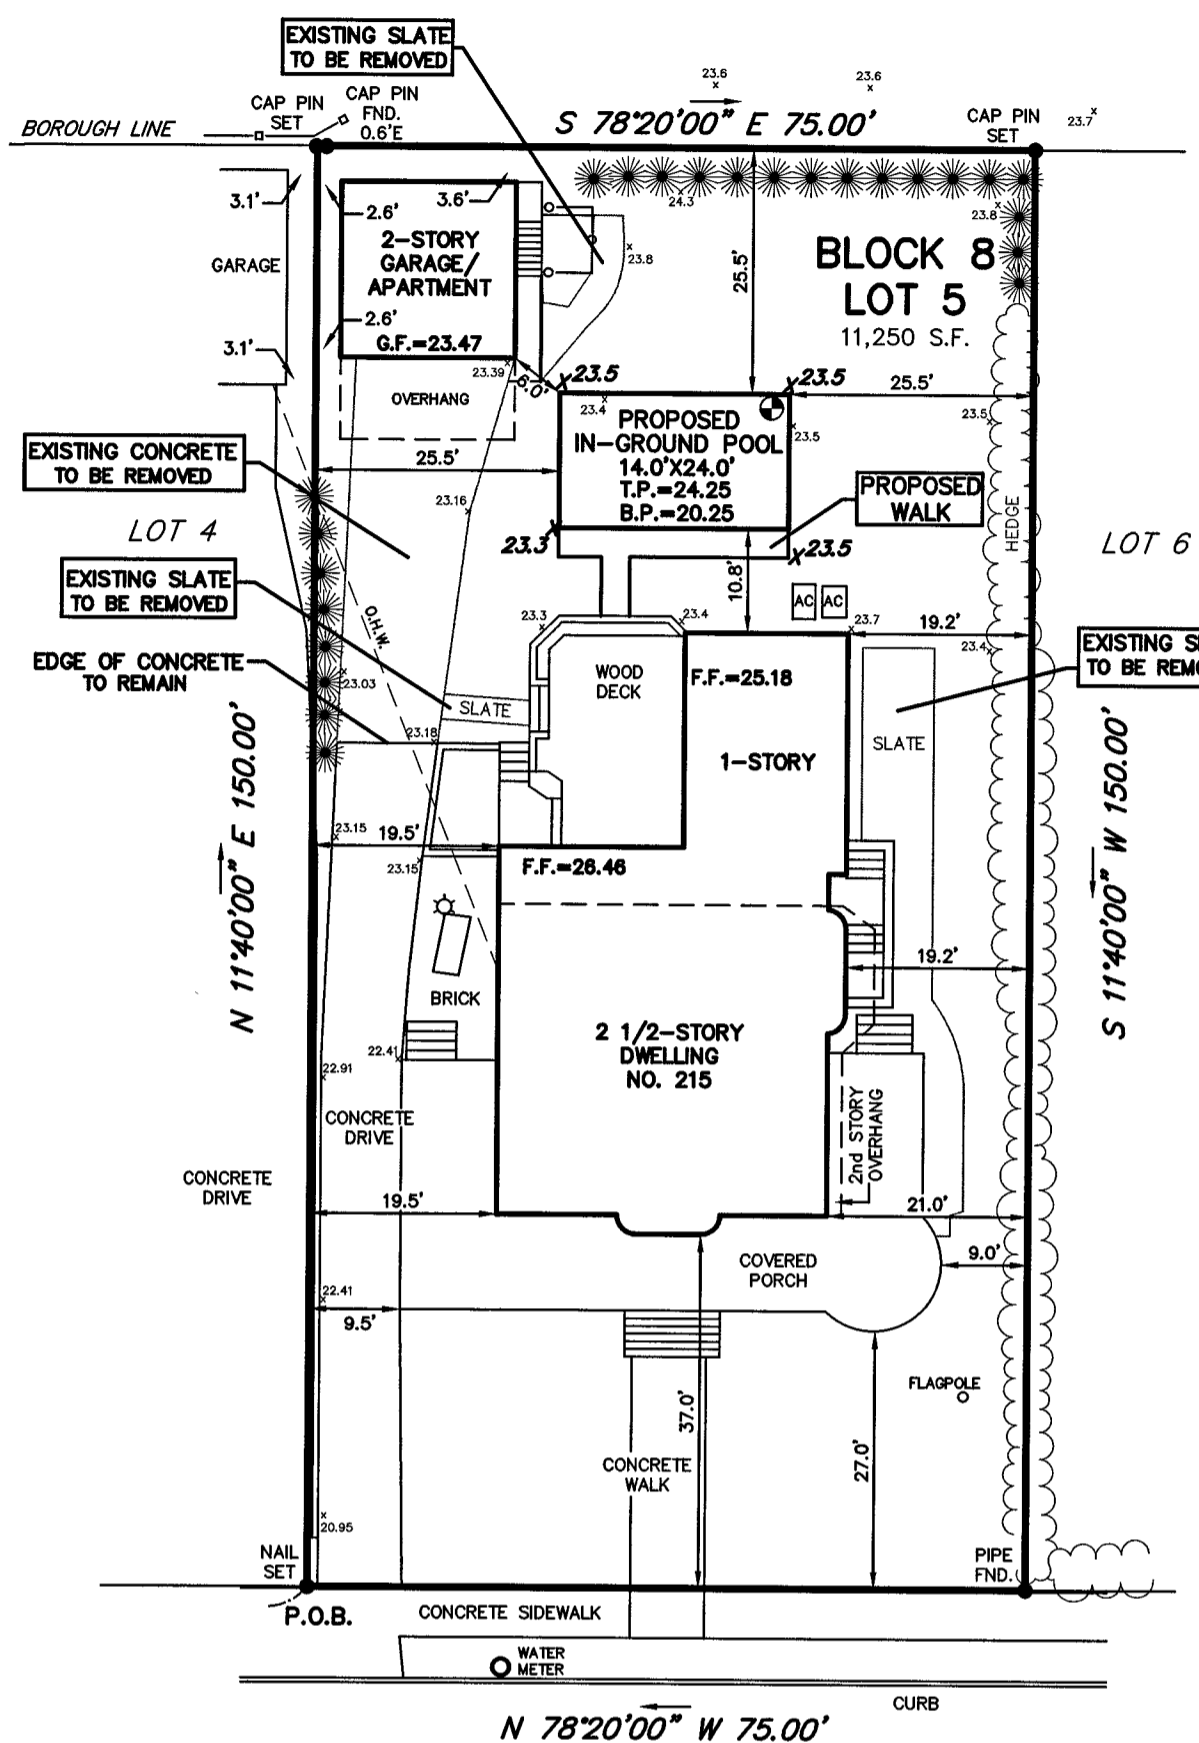 EXISTING SLATE
TO BE REMOVED
23.6
23.6
CAP PIN
SET
CAP PIN
FND.
0.6'E
S 78°20'00" E 75.00'
CAP PIN
SET
23.7
BOROUGH LINE
3.1'
2.6'
3.6'
24.3
23.8
2-STORY
GARAGE/
APARTMENT
GARAGE
23.8
BLOCK 8
LOT 5
11,250 S.F.
25.5'
2.6'
G.F.=23.47
3.1'
23.39
6.0'
23.5
23.5
25.5'
OVERHANG
23.4
PROPOSED
IN-GROUND POOL
14.0'X24.0'
T.P.=24.25
B.P.=20.25
23.5
23.5
EXISTING CONCRETE
TO BE REMOVED
25.5'
23.16
PROPOSED
WALK
HEDGE
LOT 4
23.3
23.5
LOT 6
EXISTING SLATE
TO BE REMOVED
10.8'
AC
AC
O.H.W.
23.3
23.4
23.7
19.2'
23.4
EXISTING SL
TO BE REMO
EDGE OF CONCRETE
TO REMAIN
WOOD
DECK
F.F.=25.18
23.03
SLATE
23.18
SLATE
1-STORY
N 11°40'00" E 150.00'
S 11°40'00" W 150.00'
23.15
19.5'
23.15
F.F.=26.46
19.2'
BRICK
2 1/2-STORY
DWELLING
NO. 215
22.41
22.91
CONCRETE
DRIVE
2nd STORY
OVERHANG
CONCRETE
DRIVE
19.5'
21.0'
COVERED
PORCH
9.0'
22.41
9.5'
FLAGPOLE
37.0'
27.0'
CONCRETE
WALK
20.95
NAIL
SET
PIPE
FND.
P.O.B.
CONCRETE SIDEWALK
WATER
METER
CURB
N 78°20'00" W 75.00'